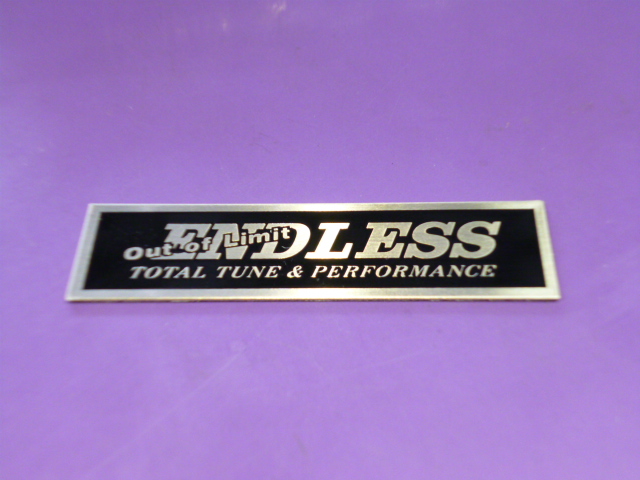 ENDLESS
Out of Limit
TOTAL TUNE & PERFORMANCE